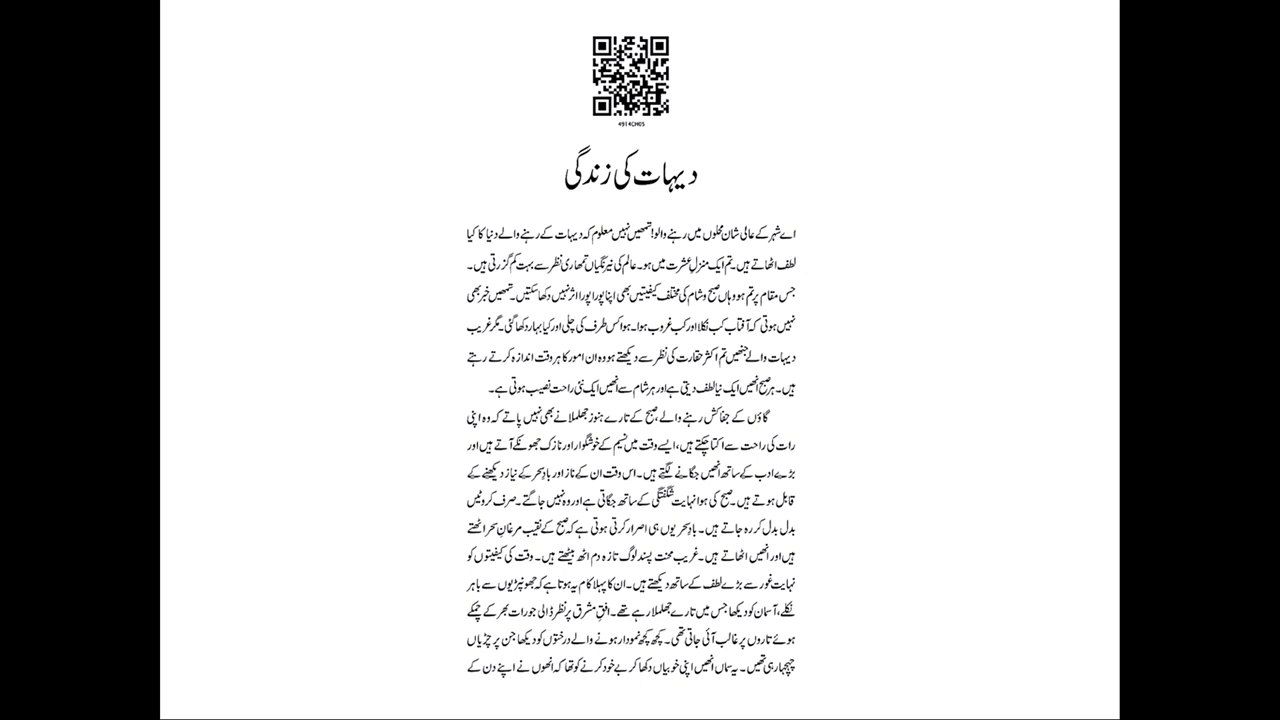 4914CH05
دیہات کی زندگی
اے شہر کے عالی شان محلوں میں رہنے والو! تمھیں نہیں معلوم کہ دیہات کے رہنے والے دنیا کا کیا
لطف اٹھاتے ہیں۔ تم ایک منزلِ عشرت میں ہو۔ عالم کی نیرنگیاں تمھاری نظر سے بہت کم گزرتی ہیں۔
جس مقام پر تم ہو وہاں صبح و شام کی مختلف کیفیتیں بھی اپنا پورا پورا اثر نہیں دکھا سکتیں۔ تمھیں خبر بھی
نہیں ہوتی کہ آفتاب کب نکلا اور کب غروب ہوا۔ ہوا کس طرف کی چلی اور کیا بہار دکھا گئی۔ مگر غریب
دیہات والے جنھیں تم اکثر حقارت کی نظر سے دیکھتے ہو وہ ان امور کا ہر وقت اندازہ کرتے رہتے
ہیں۔ ہر صبح انھیں ایک نیا لطف دیتی ہے اور ہر شام سے انھیں ایک نئی راحت نصیب ہوتی ہے۔
گاؤں کے جفاکش رہنے والے، صبح کے تارے ہنوز جھلملانے بھی نہیں پاتے کہ وہ اپنی
رات کی راحت سے اکتا چکتے ہیں، ایسے وقت میں نسیم کے خوشگوار اور نازک جھونکے آتے ہیں اور
بڑے ادب کے ساتھ انھیں جگانے لگتے ہیں۔ اس وقت ان کے ناز اور بادِ سحر کے نیاز دیکھنے کے
قابل ہوتے ہیں۔ صبح کی ہوا نہایت شگفتگی کے ساتھ جگاتی ہے اور وہ نہیں جاگتے۔ صرف کروٹیں
بدل بدل کر رہ جاتے ہیں۔ بادِ سحر یوں ہی اصرار کرتی ہوتی ہے کہ صبح کے نقیب مرغانِ سحر اٹھتے
ہیں اور انھیں اٹھاتے ہیں۔ غریب محنت پسند لوگ تازہ دم اٹھ بیٹھتے ہیں۔ وقت کی کیفیتوں کو
نہایت غور سے بڑے لطف کے ساتھ دیکھتے ہیں۔ ان کا پہلا کام یہ ہوتا ہے کہ جھونپڑیوں سے باہر
نکلے، آسمان کو دیکھا جس میں تارے جھلملا رہے تھے۔ افقِ مشرق پر نظر ڈالی جو رات بھر کے چمکے
ہوئے تاروں پر غالب آئی جاتی تھی۔ کچھ کچھ نمودار ہونے والے درختوں کو دیکھا جن پر چڑیاں
چہچہا رہی تھیں۔ یہ سماں انھیں اپنی خوبیاں دکھا کر بے خود کرنے کو تھا کہ انھوں نے اپنے دن کے